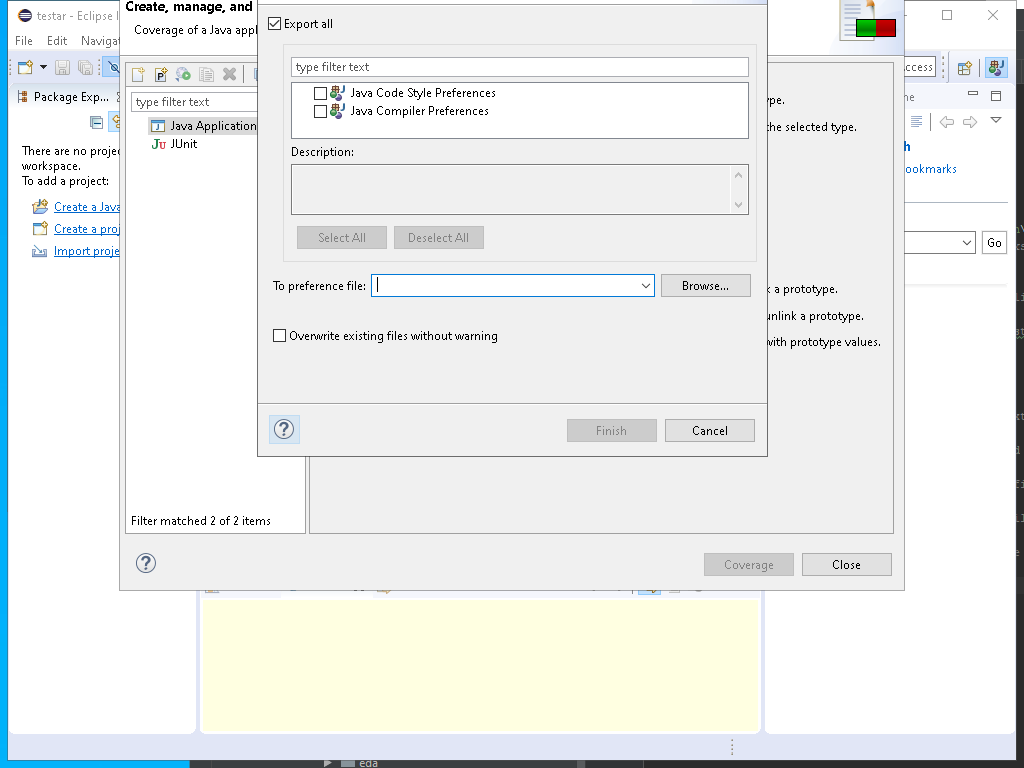 testar - Eclipse I
File Edit Navigat
Create, manage, and
Coverage of a Java appl
Export all
type filter text
Java Code Style Preferences
Java Compiler Preferences
Description:
Select All
Deselect All
To preference file:
Browse...
Overwrite existing files without warning
Finish
Cancel
Package Exp...
There are no projec
workspace.
To add a project:
Create a Java
Create a proj
Import proje
type filter text
Java Application
Ju JUnit
Filter matched 2 of 2 items
ype.
he selected type.
k a prototype.
unlink a prototype.
with prototype values.
Coverage
Close
ccess
ne
h
ookmarks
Go
eda